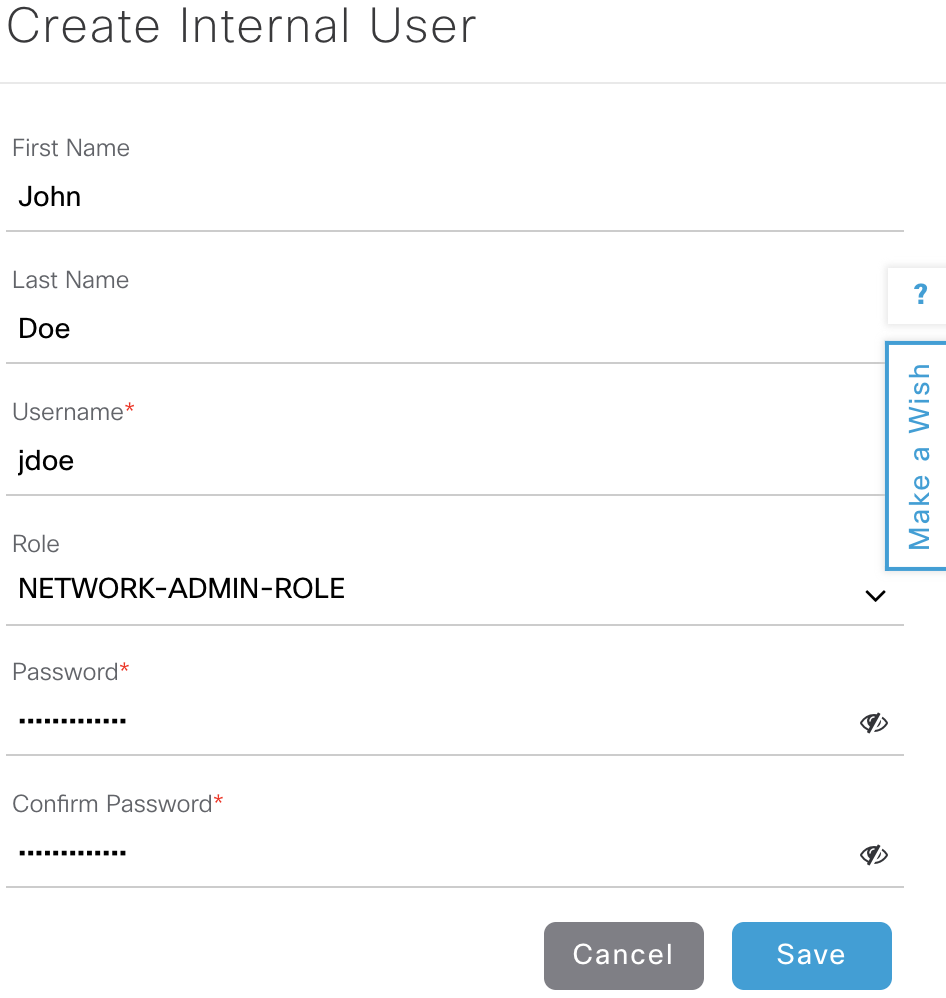 Create Internal User
First Name
John
Last Name
Doe
?
Make a Wish
Username*
jdoe
Role
NETWORK-ADMIN-ROLE
Password*
•••••••••••••
Confirm Password*
•••••••••••••
Cancel
Save